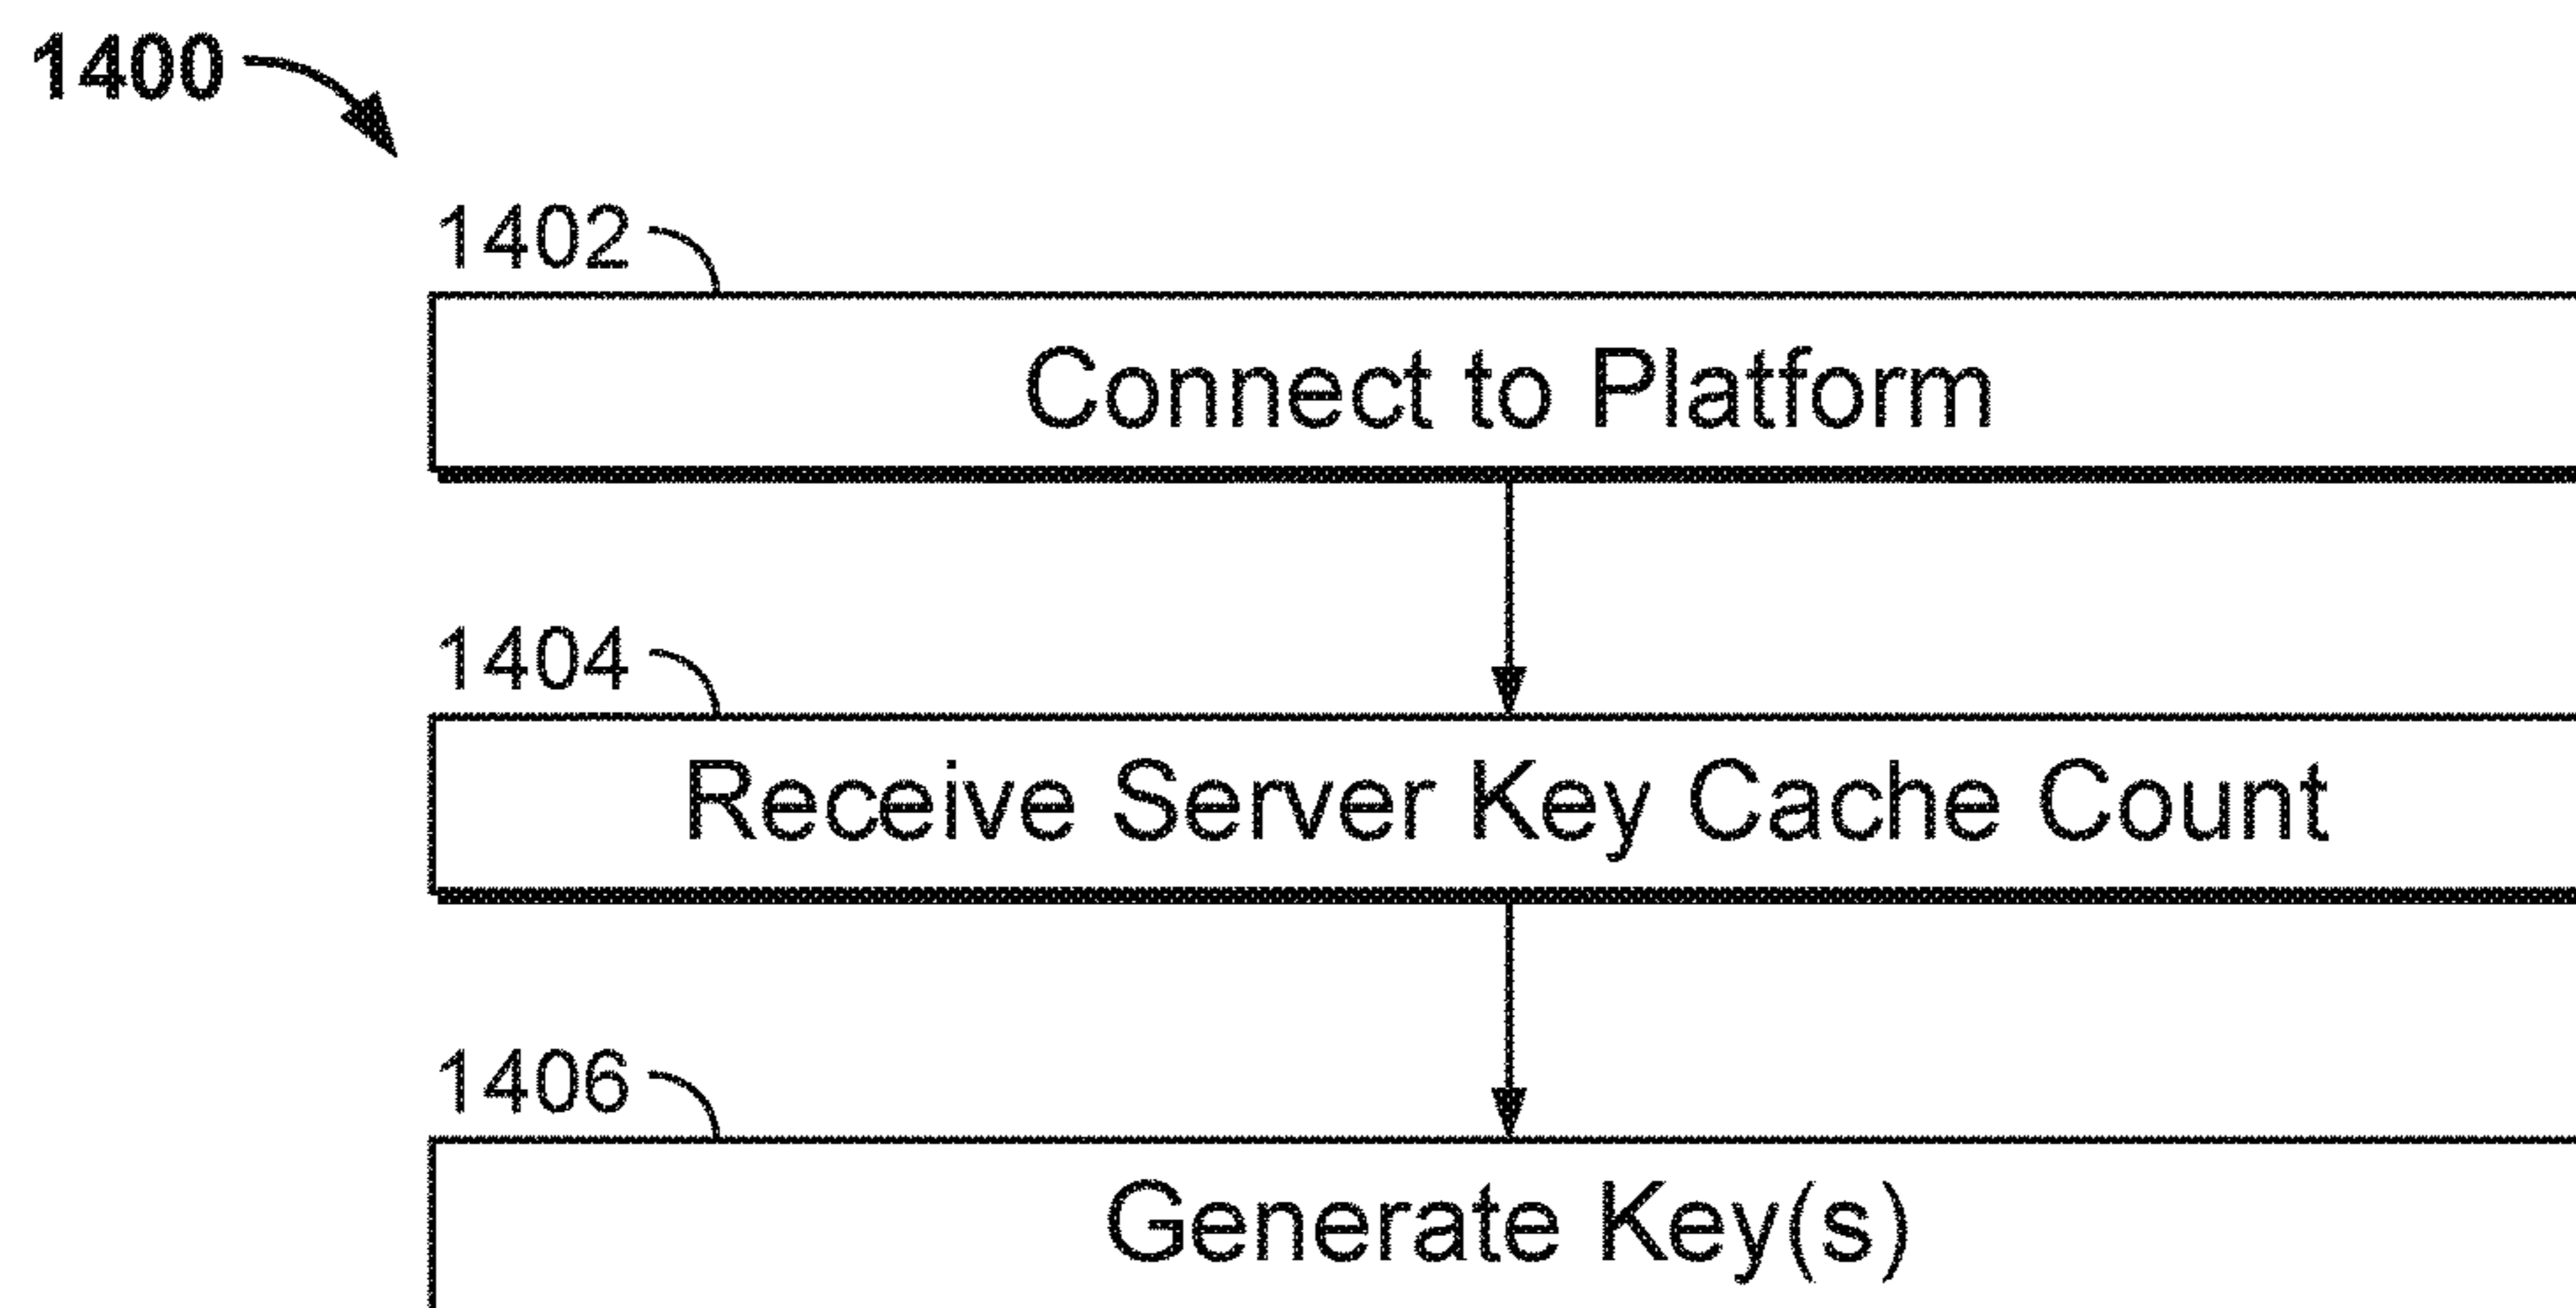 1400
1402
Connect to Platform
1404
Receive Server Key Cache Count
1406
Generate Key(s)